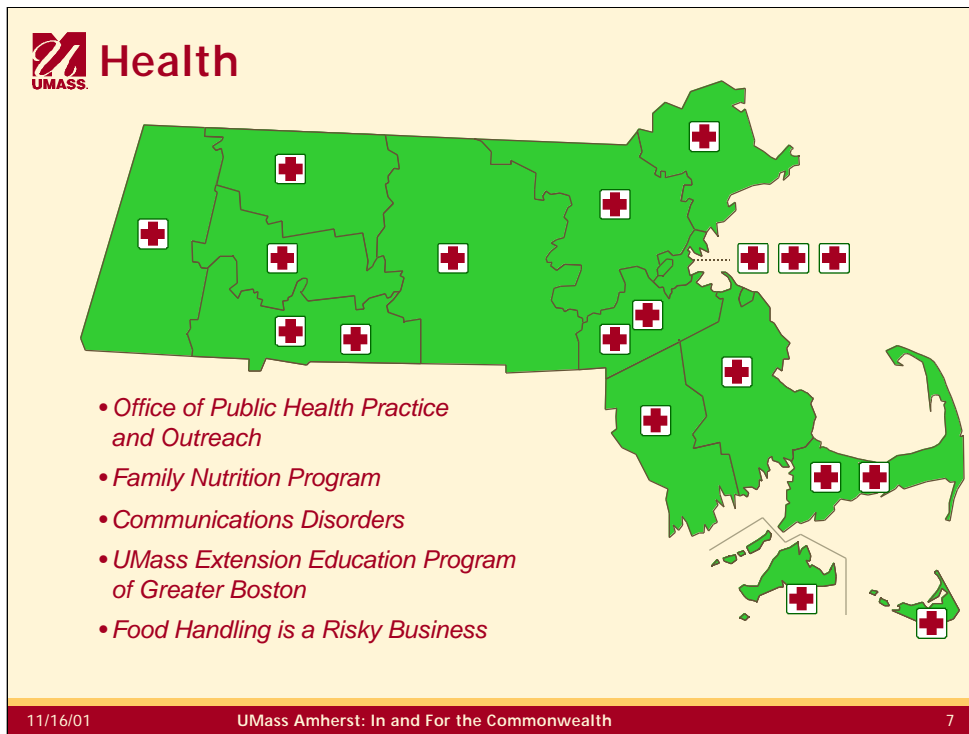 Health
UMASS.
• Office of Public Health Practice
and Outreach
• Family Nutrition Program
• Communications Disorders
• UMass Extension Education Program
of Greater Boston
• Food Handling is a Risky Business
11/16/01 UMass Amherst: In and For the Commonwealth 7